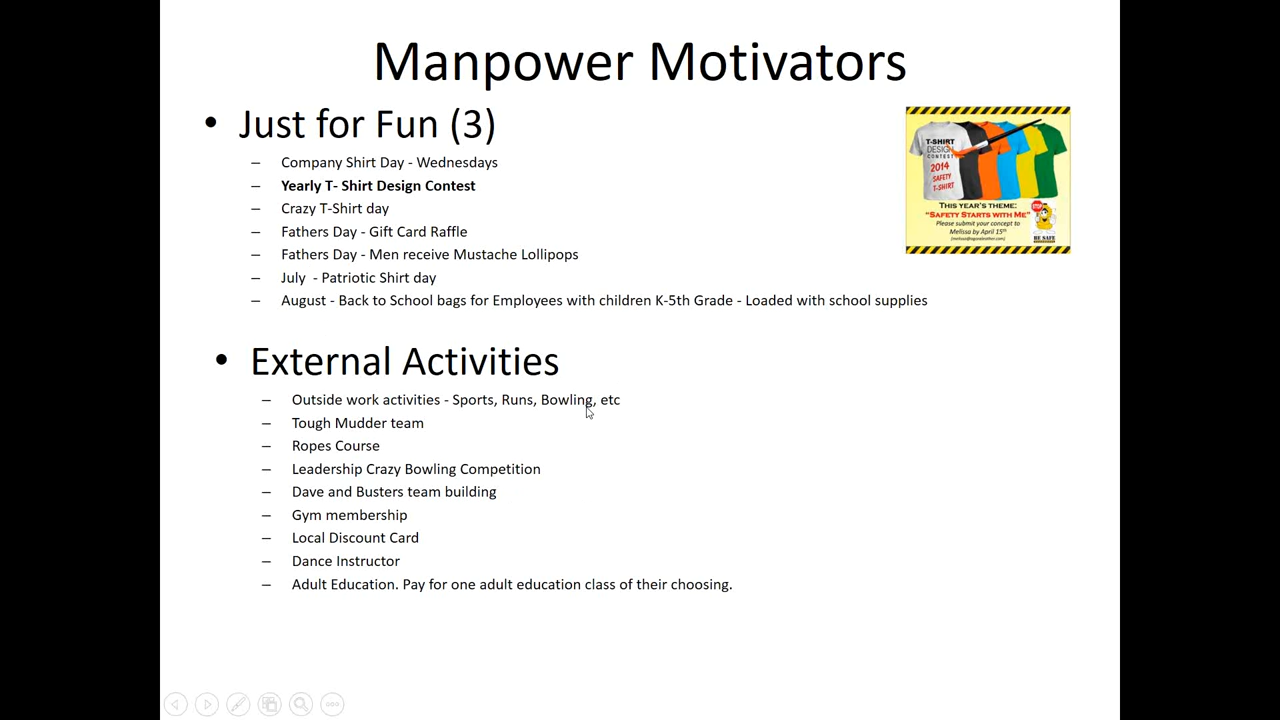 Manpower Motivators
• Just for Fun (3)
– Company Shirt Day - Wednesdays
– Yearly T- Shirt Design Contest
– Crazy T-Shirt day
– Fathers Day - Gift Card Raffle
– Fathers Day - Men receive Mustache Lollipops
– July - Patriotic Shirt day
– August - Back to School bags for Employees with children K-5th Grade - Loaded with school supplies
T-SHIRT
DESIGN
CONTEST
2014
SAFETY
T-SHIRT
THIS YEAR'S THEME:
"SAFETY STARTS WITH ME"
Please submit your concept to
Melissa by April 15th
STOP
BE SAFE
• External Activities
– Outside work activities - Sports, Runs, Bowling, etc
– Tough Mudder team
– Ropes Course
– Leadership Crazy Bowling Competition
– Dave and Busters team building
– Gym membership
– Local Discount Card
– Dance Instructor
– Adult Education. Pay for one adult education class of their choosing.